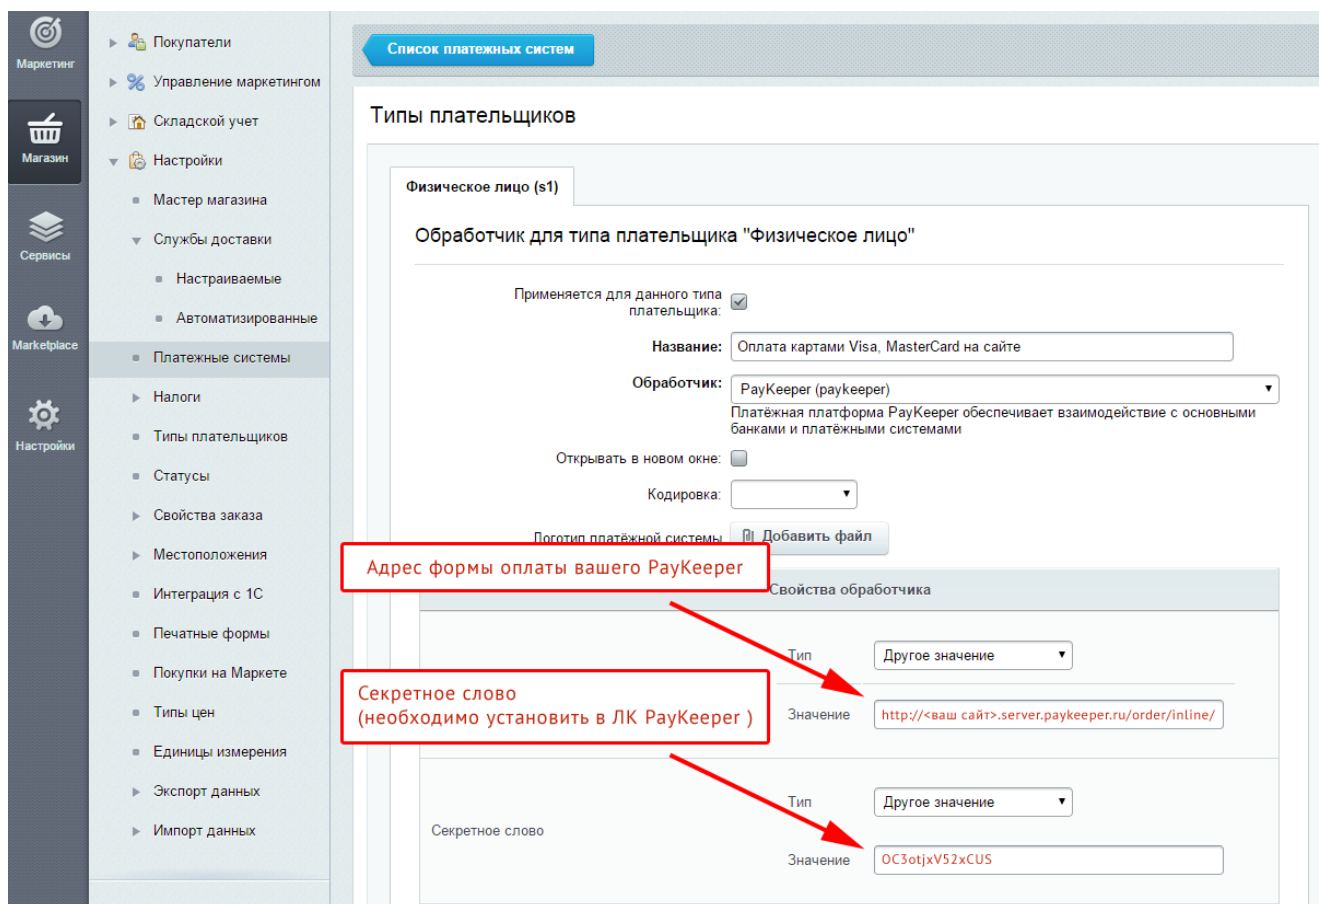 Маркетинг
Магазин
Сервисы
Marketplace
Настройки
Покупатели
Управление маркетингом
Складской учет
Настройки
Мастер магазина
Службы доставки
Настраиваемые
Автоматизированные
Платежные системы
Налоги
Типы плательщиков
Статусы
Свойства заказа
Местоположения
Интеграция с 1С
Печатные формы
Покупки на Маркете
Типы цен
Единицы измерения
Экспорт данных
Импорт данных
Список платежных систем
Типы плательщиков
Физическое лицо (s1)
Обработчик для типа плательщика "Физическое лицо"
Применяется для данного типа
плательщика:
Название: Оплата картами Visa, MasterCard на сайте
Обработчик: PayKeeper (paykeeper)
Платёжная платформа PayKeeper обеспечивает взаимодействие с основными
банками и платёжными системами
Открывать в новом окне:
Кодировка:
Логотип платёжной системы Добавить файл
Адрес формы оплаты вашего PayKeeper
Свойства обработчика
Тип Другое значение
Секретное слово
(необходимо установить в ЛК PayKeeper )
Значение http://<ваш сайт>.server.paykeeper.ru/order/inline/
Тип Другое значение
Секретное слово
Значение OC3otjxV52xCUS